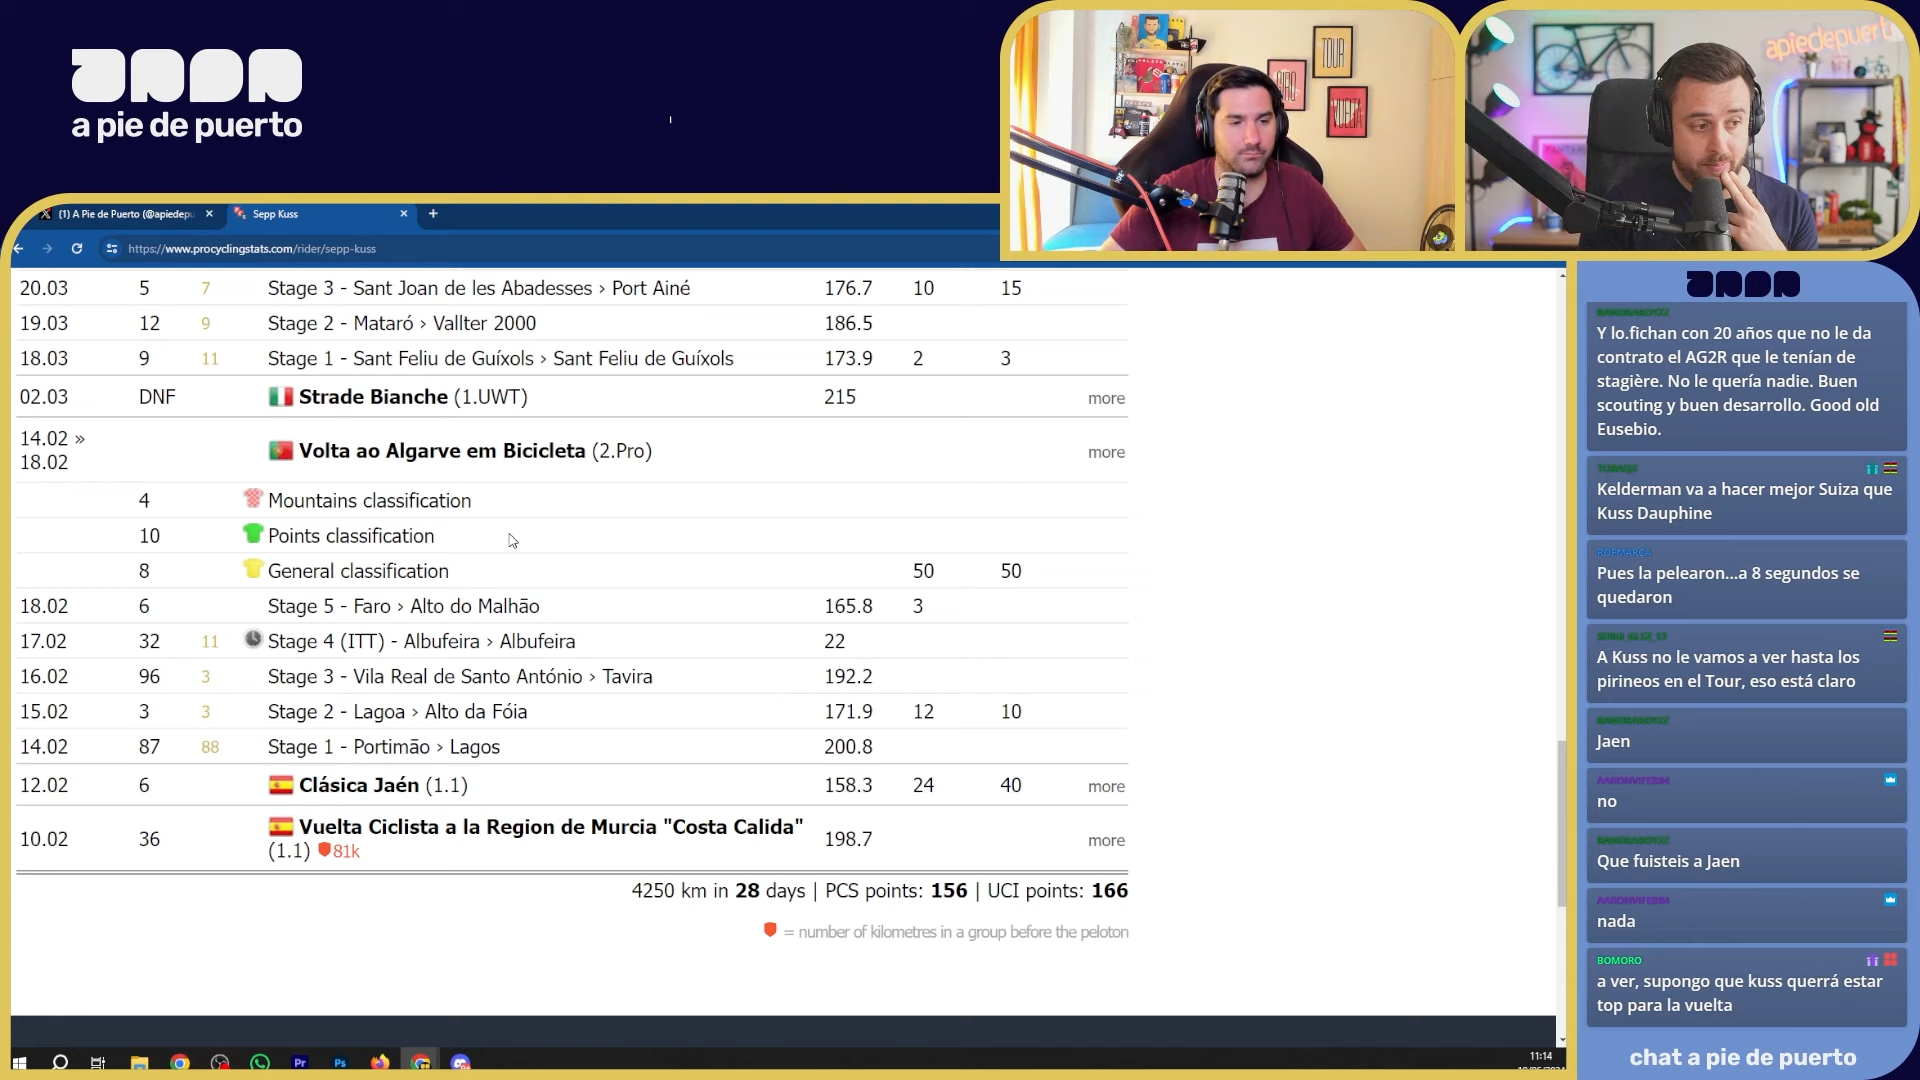 a pie de puerto
TOUR
GIRO
VUELTA
apiedepuerto
(1) A Pie de Puerto (@apiedepu
Sepp Kuss
https://www.procyclingstats.com/rider/sepp-kuss
20.03 5 7 Stage 3 - Sant Joan de les Abadesses › Port Ainé 176.7 10 15
19.03 12 9 Stage 2 - Mataró › Vallter 2000 186.5
18.03 9 11 Stage 1 - Sant Feliu de Guíxols › Sant Feliu de Guíxols 173.9 2 3
02.03 DNF Strade Bianche (1.UWT) 215 more
14.02 »
18.02 Volta ao Algarve em Bicicleta (2.Pro) more
4 Mountains classification
10 Points classification
8 General classification 50 50
18.02 6 Stage 5 - Faro › Alto do Malhão 165.8 3
17.02 32 11 Stage 4 (ITT) - Albufeira › Albufeira 22
16.02 96 3 Stage 3 - Vila Real de Santo António › Tavira 192.2
15.02 3 3 Stage 2 - Lagoa › Alto da Fóia 171.9 12 10
14.02 87 88 Stage 1 - Portimão › Lagos 200.8
12.02 6 Clásica Jaén (1.1) 158.3 24 40 more
10.02 36 Vuelta Ciclista a la Region de Murcia "Costa Calida" 198.7 more
(1.1) 81k
4250 km in 28 days | PCS points: 156 | UCI points: 166
= number of kilometres in a group before the peloton
Pr
Ps
11:14
Y lo.fichan con 20 años que no le da
contrato el AG2R que le tenían de
stagière. No le quería nadie. Buen
scouting y buen desarrollo. Good old
Eusebio.
Kelderman va a hacer mejor Suiza que
Kuss Dauphine
ROFMARCA
Pues la pelearon...a 8 segundos se
quedaron
A Kuss no le vamos a ver hasta los
pirineos en el Tour, eso está claro
Jaen
no
Que fuisteis a Jaen
nada
BOMORO
a ver, supongo que kuss querrá estar
top para la vuelta
chat a pie de puerto